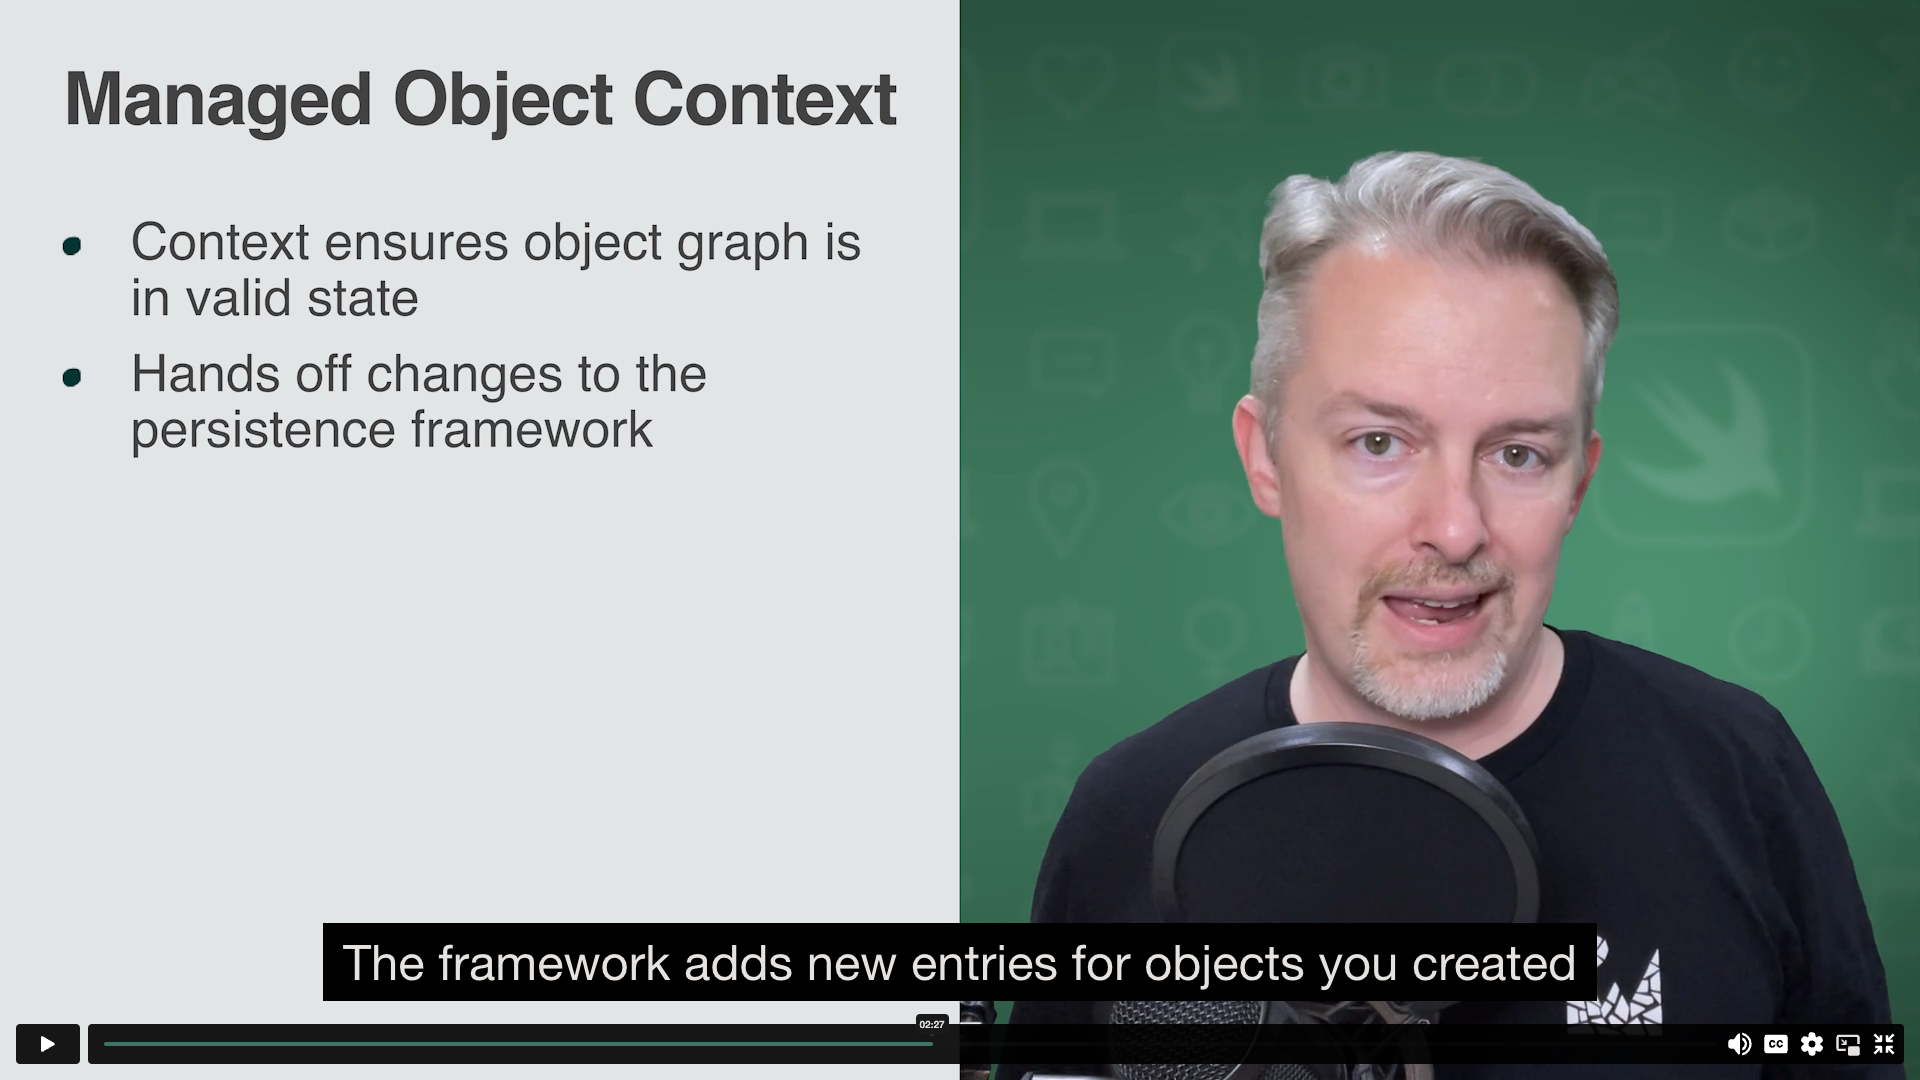 Managed Object Context
Context ensures object graph is
in valid state
Hands off changes to the
persistence framework
The framework adds new entries for objects you created
02:27
CC